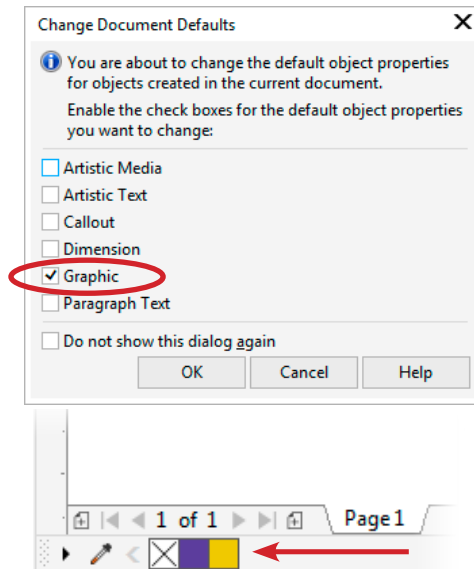 Change Document Defaults
You are about to change the default object properties
for objects created in the current document.
Enable the check boxes for the default object properties
you want to change:
Artistic Media
Artistic Text
Callout
Dimension
Graphic
Paragraph Text
Do not show this dialog again
OK Cancel Help
1 of 1 Page 1